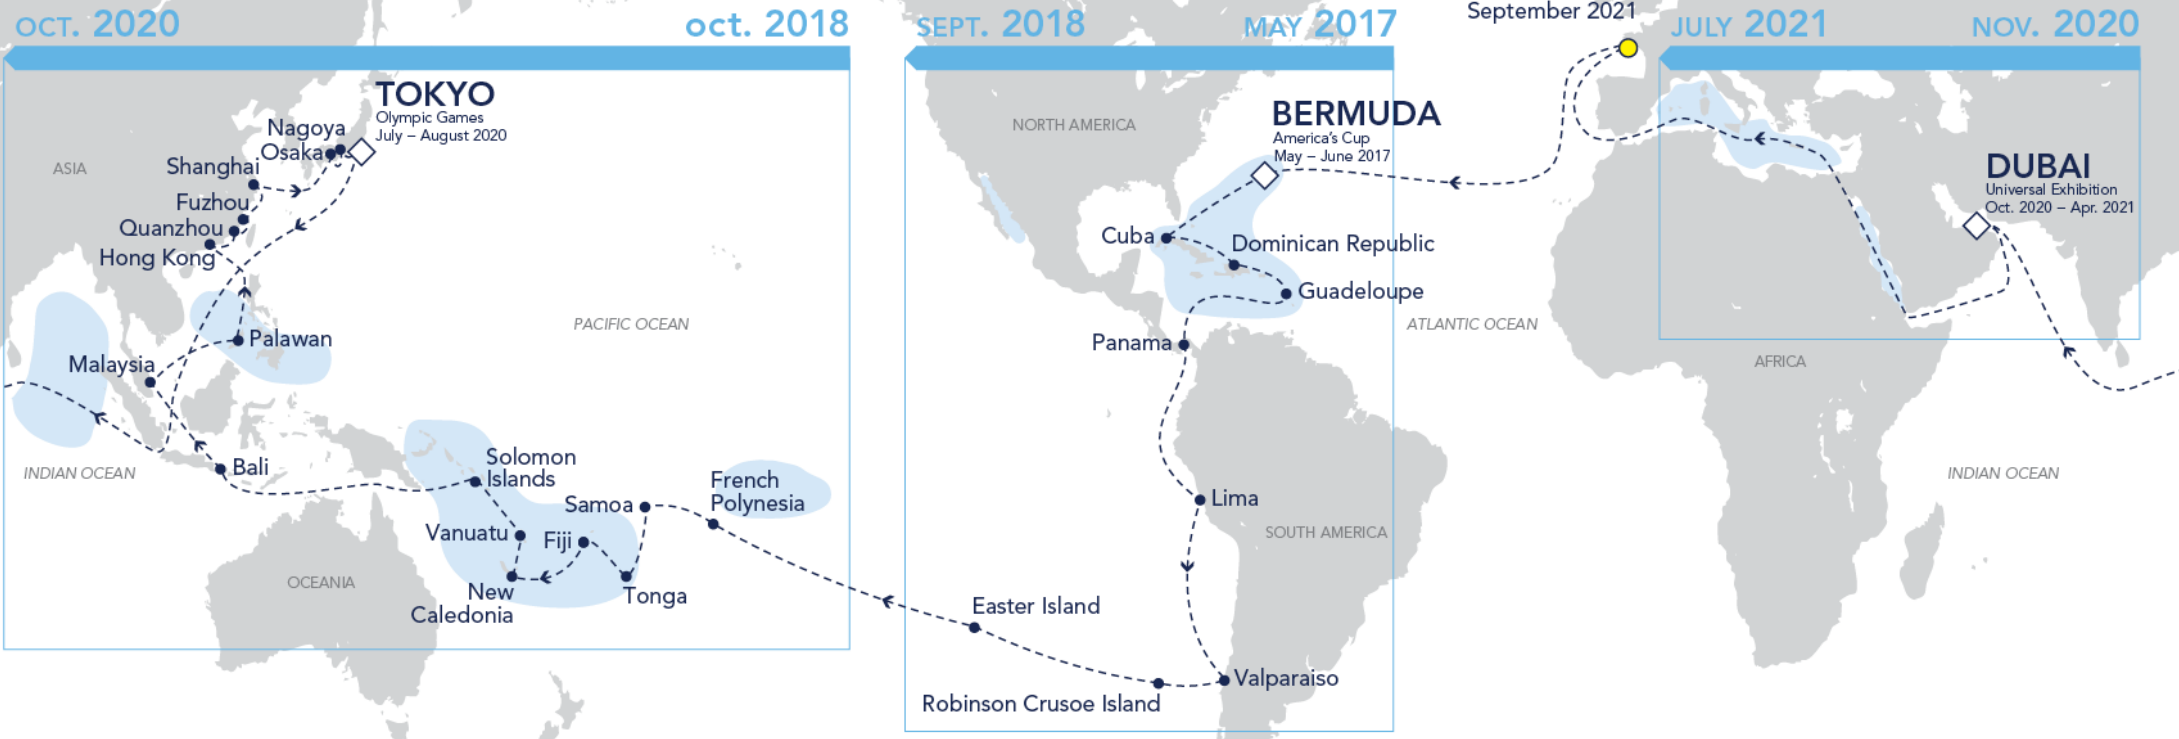 OCT. 2020
oct. 2018
SEPT. 2018
MAY 2017
September 2021
JULY 2021
NOV. 2020
TOKYO
Olympic Games
July – August 2020
Nagoya
Osaka
Shanghai
Fuzhou
Quanzhou
Hong Kong
ASIA
Palawan
Malaysia
PACIFIC OCEAN
INDIAN OCEAN
Bali
Solomon
Islands
Samoa
French
Polynesia
Vanuatu
Fiji
New
Caledonia
Tonga
OCEANIA
NORTH AMERICA
BERMUDA
America's Cup
May – June 2017
Cuba
Dominican Republic
Guadeloupe
Panama
ATLANTIC OCEAN
Lima
SOUTH AMERICA
Easter Island
Valparaiso
Robinson Crusoe Island
DUBAI
Universal Exhibition
Oct. 2020 – Apr. 2021
AFRICA
INDIAN OCEAN